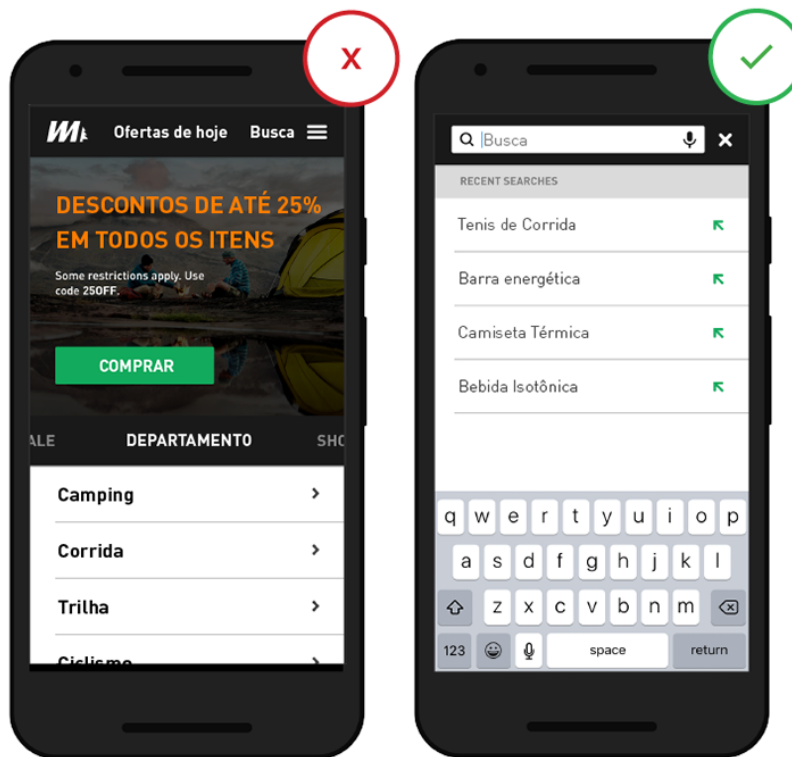 X
Ofertas de hoje Busca
DESCONTOS DE ATÉ 25%
EM TODOS OS ITENS
Some restrictions apply. Use
code 25OFF.
COMPRAR
ALE DEPARTAMENTO SHO
Camping
Corrida
Trilha
Ciclismo
Busca
RECENT SEARCHES
Tenis de Corrida
Barra energética
Camiseta Térmica
Bebida Isotônica
q w e r t y u i o p
a s d f g h j k l
z x c v b n m
123 space return